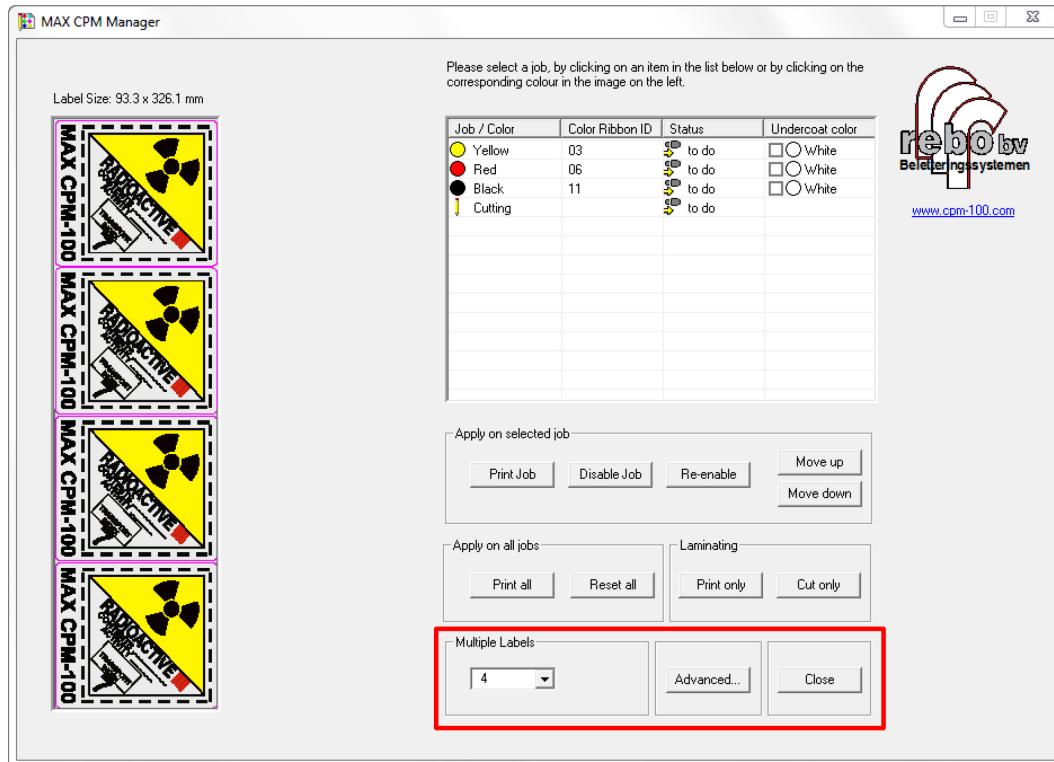 MAX CPM Manager
Please select a job, by clicking on an item in the list below or by clicking on the
corresponding colour in the image on the left.
Label Size: 93.3 x 326.1 mm
rebo bv
Beletteringssystemen
www.cpm-100.com
Job / Color Color Ribbon ID Status Undercoat color
Yellow 03 to do White
Red 06 to do White
Black 11 to do White
Cutting to do
MAX CPM-100
RADIOACTIVE
MAX CPM-100
RADIOACTIVE
MAX CPM-100
RADIOACTIVE
MAX CPM-100
RADIOACTIVE
Apply on selected job
Print Job Disable Job Re-enable Move up
Move down
Apply on all jobs Laminating
Print all Reset all Print only Cut only
Multiple Labels
4 Advanced... Close